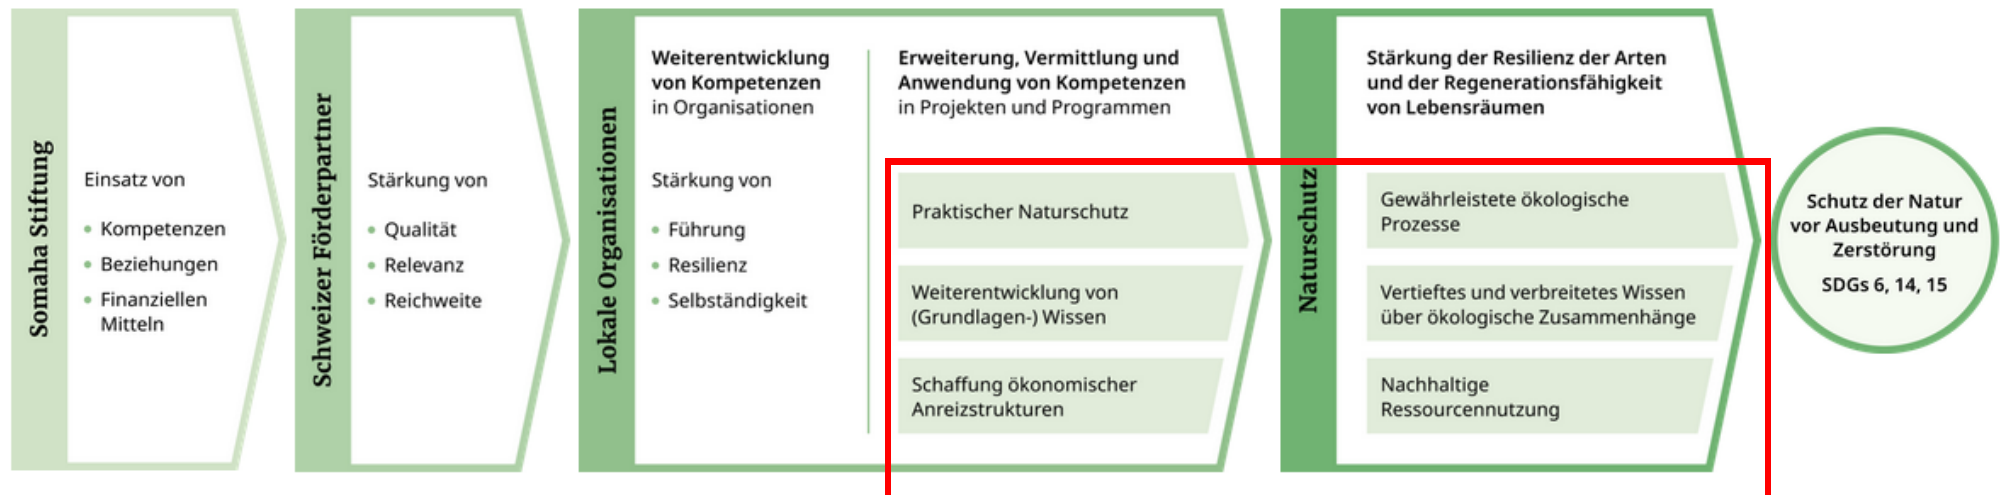 Somaha Stiftung
Einsatz von
• Kompetenzen
• Beziehungen
• Finanziellen
Mitteln
Schweizer Förderpartner
Stärkung von
• Qualität
• Relevanz
• Reichweite
Lokale Organisationen
Weiterentwicklung
von Kompetenzen
in Organisationen
Stärkung von
• Führung
• Resilienz
• Selbständigkeit
Erweiterung, Vermittlung und
Anwendung von Kompetenzen
in Projekten und Programmen
Praktischer Naturschutz
Weiterentwicklung von
(Grundlagen-) Wissen
Schaffung ökonomischer
Anreizstrukturen
Naturschutz
Stärkung der Resilienz der Arten
und der Regenerationsfähigkeit
von Lebensräumen
Gewährleistete ökologische
Prozesse
Vertieftes und verbreitetes Wissen
über ökologische Zusammenhänge
Nachhaltige
Ressourcennutzung
Schutz der Natur
vor Ausbeutung und
Zerstörung
SDGs 6, 14, 15